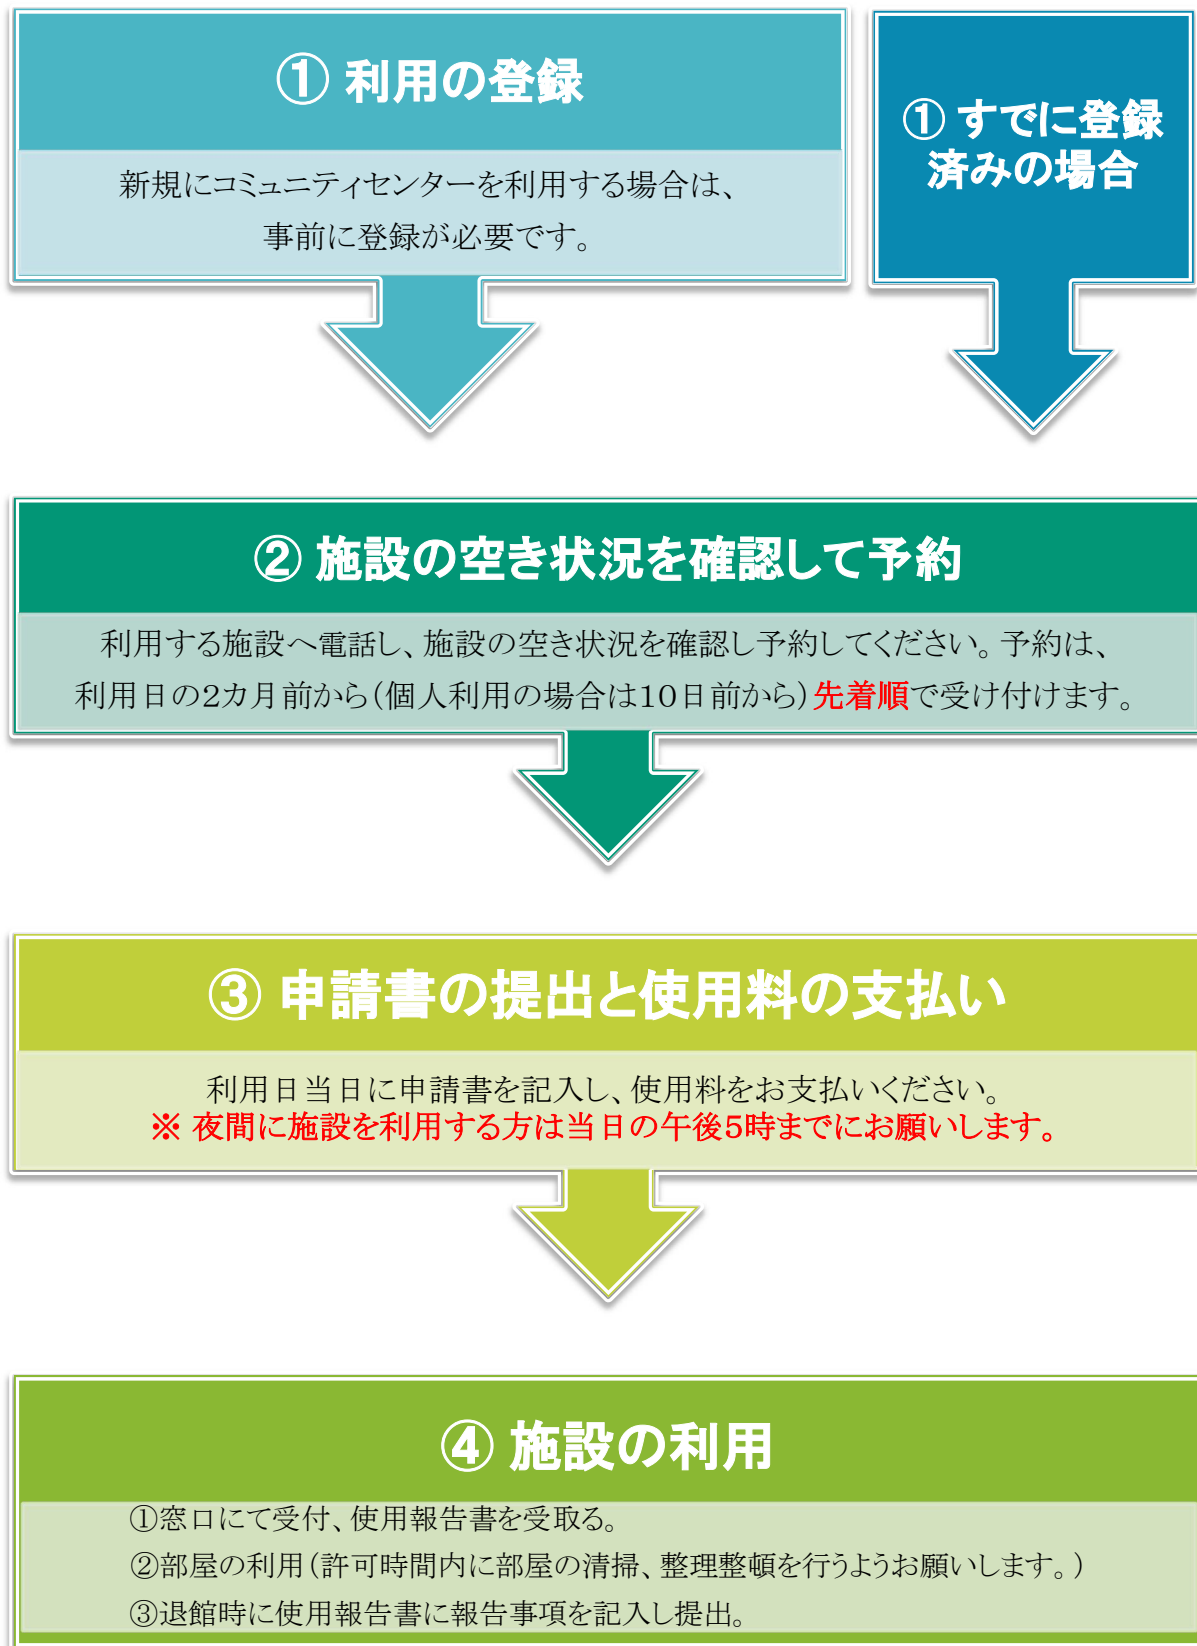 ① 利用の登録
新規にコミュニティセンターを利用する場合は、
事前に登録が必要です。
① すでに登録
済みの場合
② 施設の空き状況を確認して予約
利用する施設へ電話し、施設の空き状況を確認し予約してください。予約は、
利用日の2カ月前から(個人利用の場合は10日前から)先着順で受け付けます。
③ 申請書の提出と使用料の支払い
利用日当日に申請書を記入し、使用料をお支払いください。
※ 夜間に施設を利用する方は当日の午後5時までにお願いします。
④ 施設の利用
①窓口にて受付、使用報告書を受取る。
②部屋の利用(許可時間内に部屋の清掃、整理整頓を行うようお願いします。)
③退館時に使用報告書に報告事項を記入し提出。